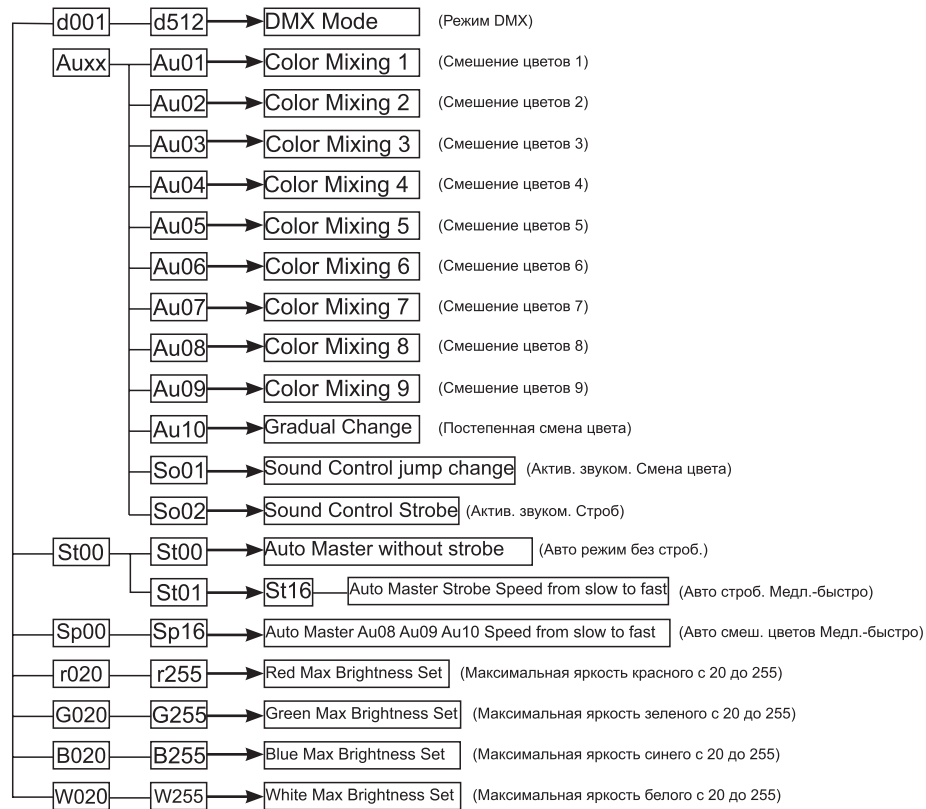 d001 d512 DMX Mode (Режим DMX)
Auxx Au01 Color Mixing 1 (Смешение цветов 1)
Au02 Color Mixing 2 (Смешение цветов 2)
Au03 Color Mixing 3 (Смешение цветов 3)
Au04 Color Mixing 4 (Смешение цветов 4)
Au05 Color Mixing 5 (Смешение цветов 5)
Au06 Color Mixing 6 (Смешение цветов 6)
Au07 Color Mixing 7 (Смешение цветов 7)
Au08 Color Mixing 8 (Смешение цветов 8)
Au09 Color Mixing 9 (Смешение цветов 9)
Au10 Gradual Change (Постепенная смена цвета)
So01 Sound Control jump change (Актив. звуком. Смена цвета)
So02 Sound Control Strobe (Актив. звуком. Строб)
St00 St00 Auto Master without strobe (Авто режим без строб.)
St01 St16 Auto Master Strobe Speed from slow to fast (Авто строб. Медл.-быстро)
Sp00 Sp16 Auto Master Au08 Au09 Au10 Speed from slow to fast (Авто смеш. цветов Медл.-быстро)
r020 r255 Red Max Brightness Set (Максимальная яркость красного с 20 до 255)
G020 G255 Green Max Brightness Set (Максимальная яркость зеленого с 20 до 255)
B020 B255 Blue Max Brightness Set (Максимальная яркость синего с 20 до 255)
W020 W255 White Max Brightness Set (Максимальная яркость белого с 20 до 255)